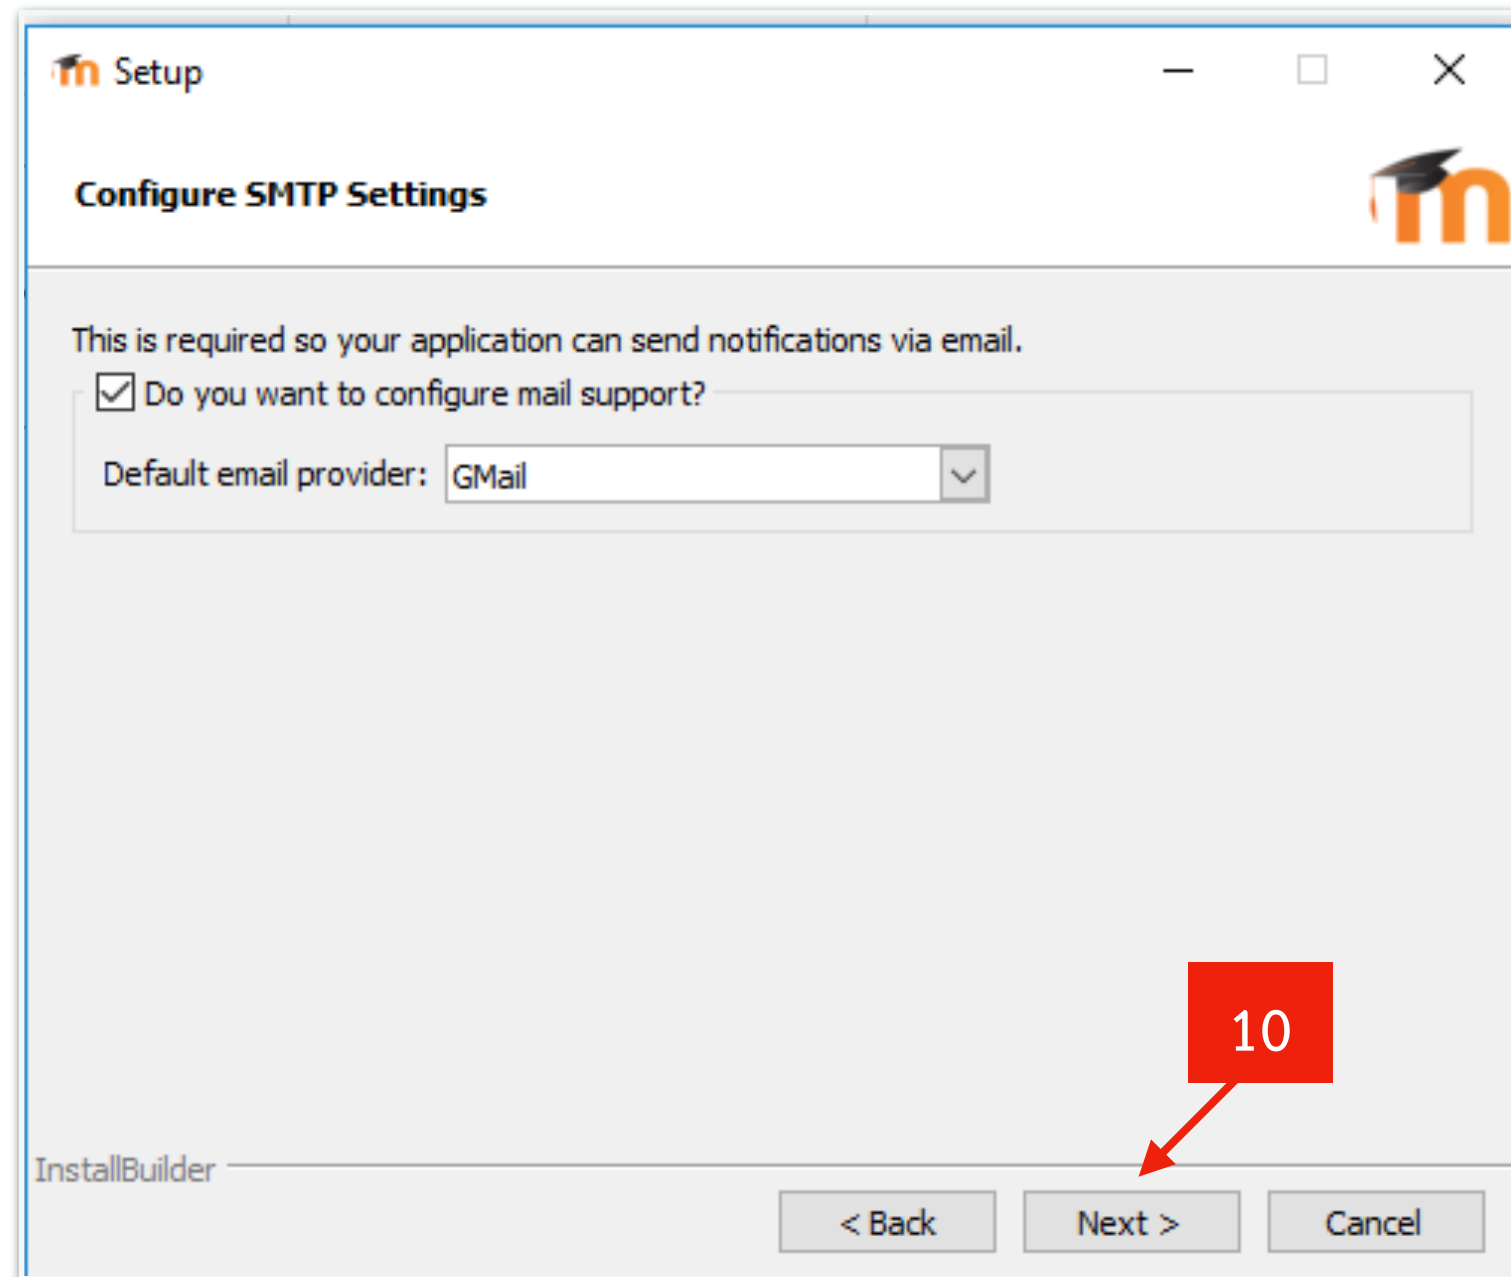 Setup
Configure SMTP Settings
This is required so your application can send notifications via email.
Do you want to configure mail support?
Default email provider: GMail
10
InstallBuilder
< Back Next > Cancel